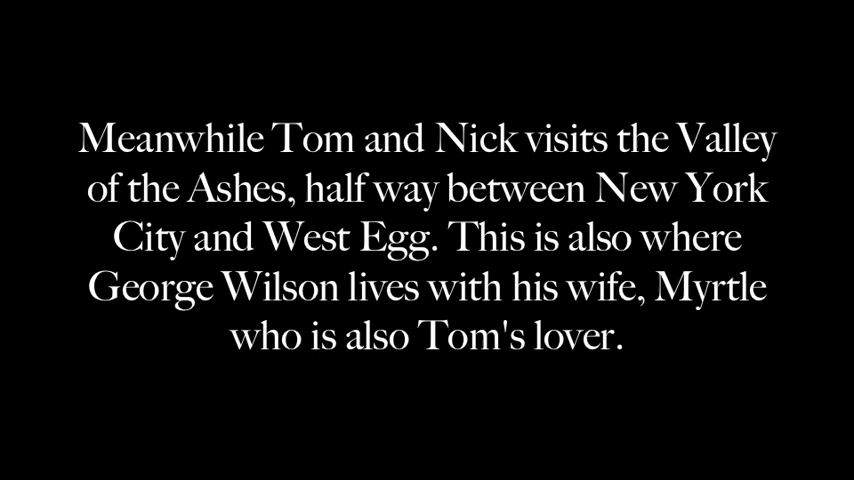 Meanwhile Tom and Nick visits the Valley
of the Ashes, half way between New York
City and West Egg. This is also where
George Wilson lives with his wife, Myrtle
who is also Tom's lover.